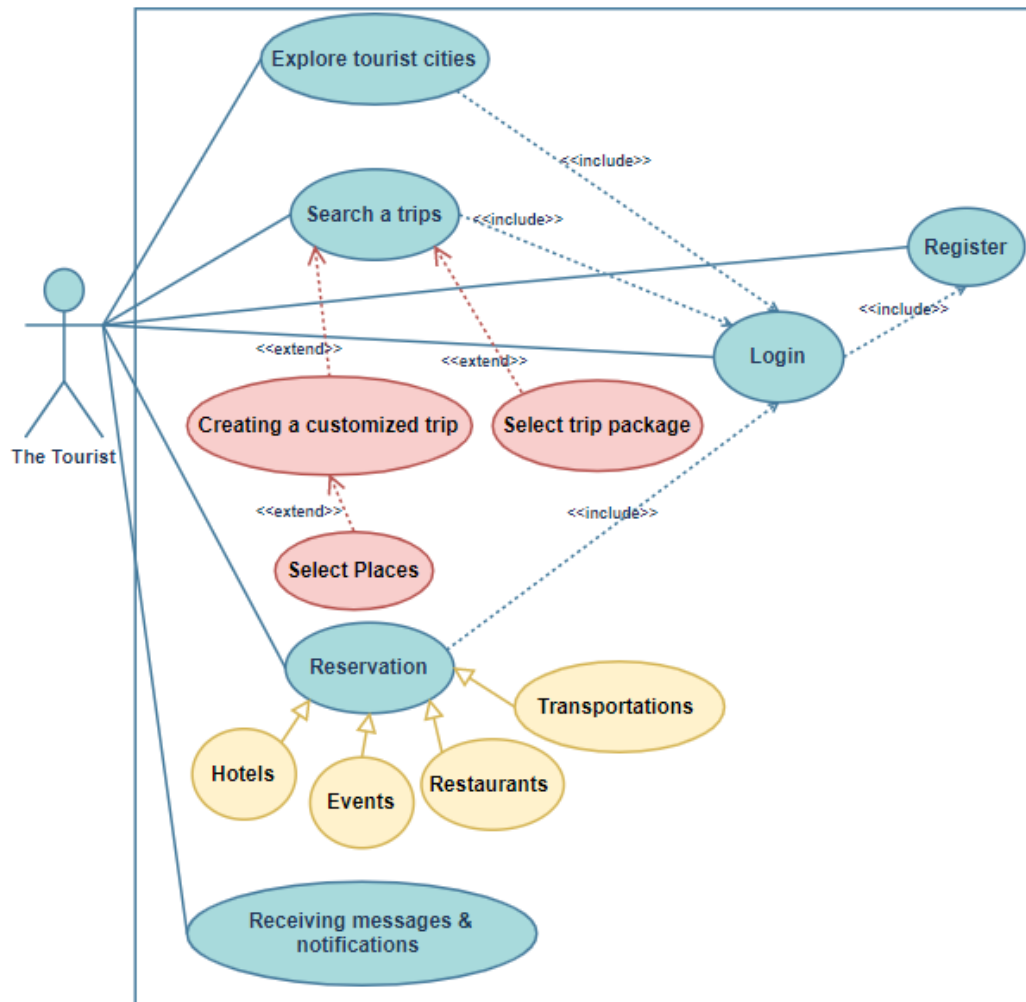 Explore tourist cities
<<include>>
Search a trips
<<include>>
Register
<<include>>
Login
<<extend>>
<<extend>>
Creating a customized trip
Select trip package
The Tourist
<<extend>>
<<include>>
Select Places
Reservation
Transportations
Hotels
Events
Restaurants
Receiving messages &
notifications